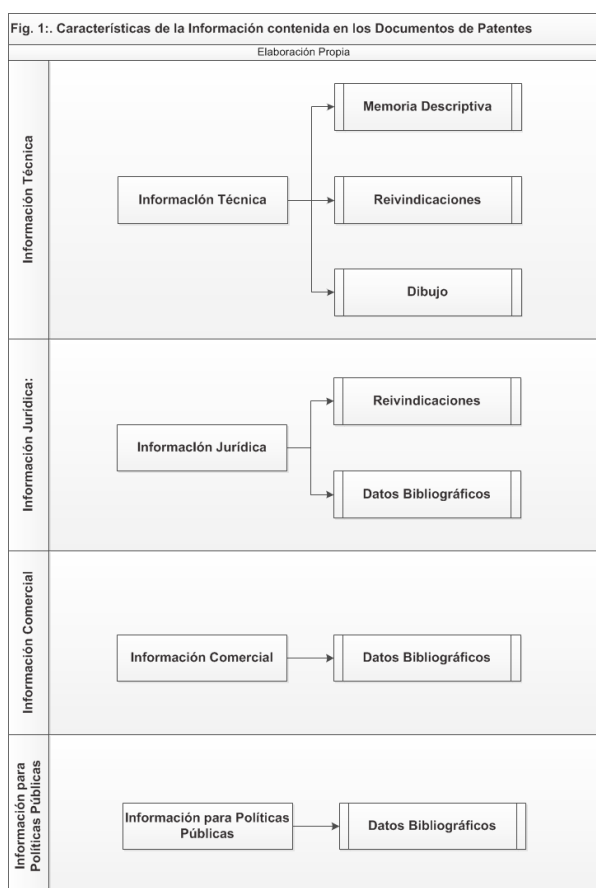 Fig. 1:. Características de la Información contenida en los Documentos de Patentes
Elaboración Propia
Información Técnica
Información Técnica
Memoria Descriptiva
Reivindicaciones
Dibujo
Información Jurídica:
Información Jurídica
Reivindicaciones
Datos Bibliográficos
Información Comercial
Información Comercial
Datos Bibliográficos
Información para
Políticas Públicas
Información para Políticas
Públicas
Datos Bibliográficos